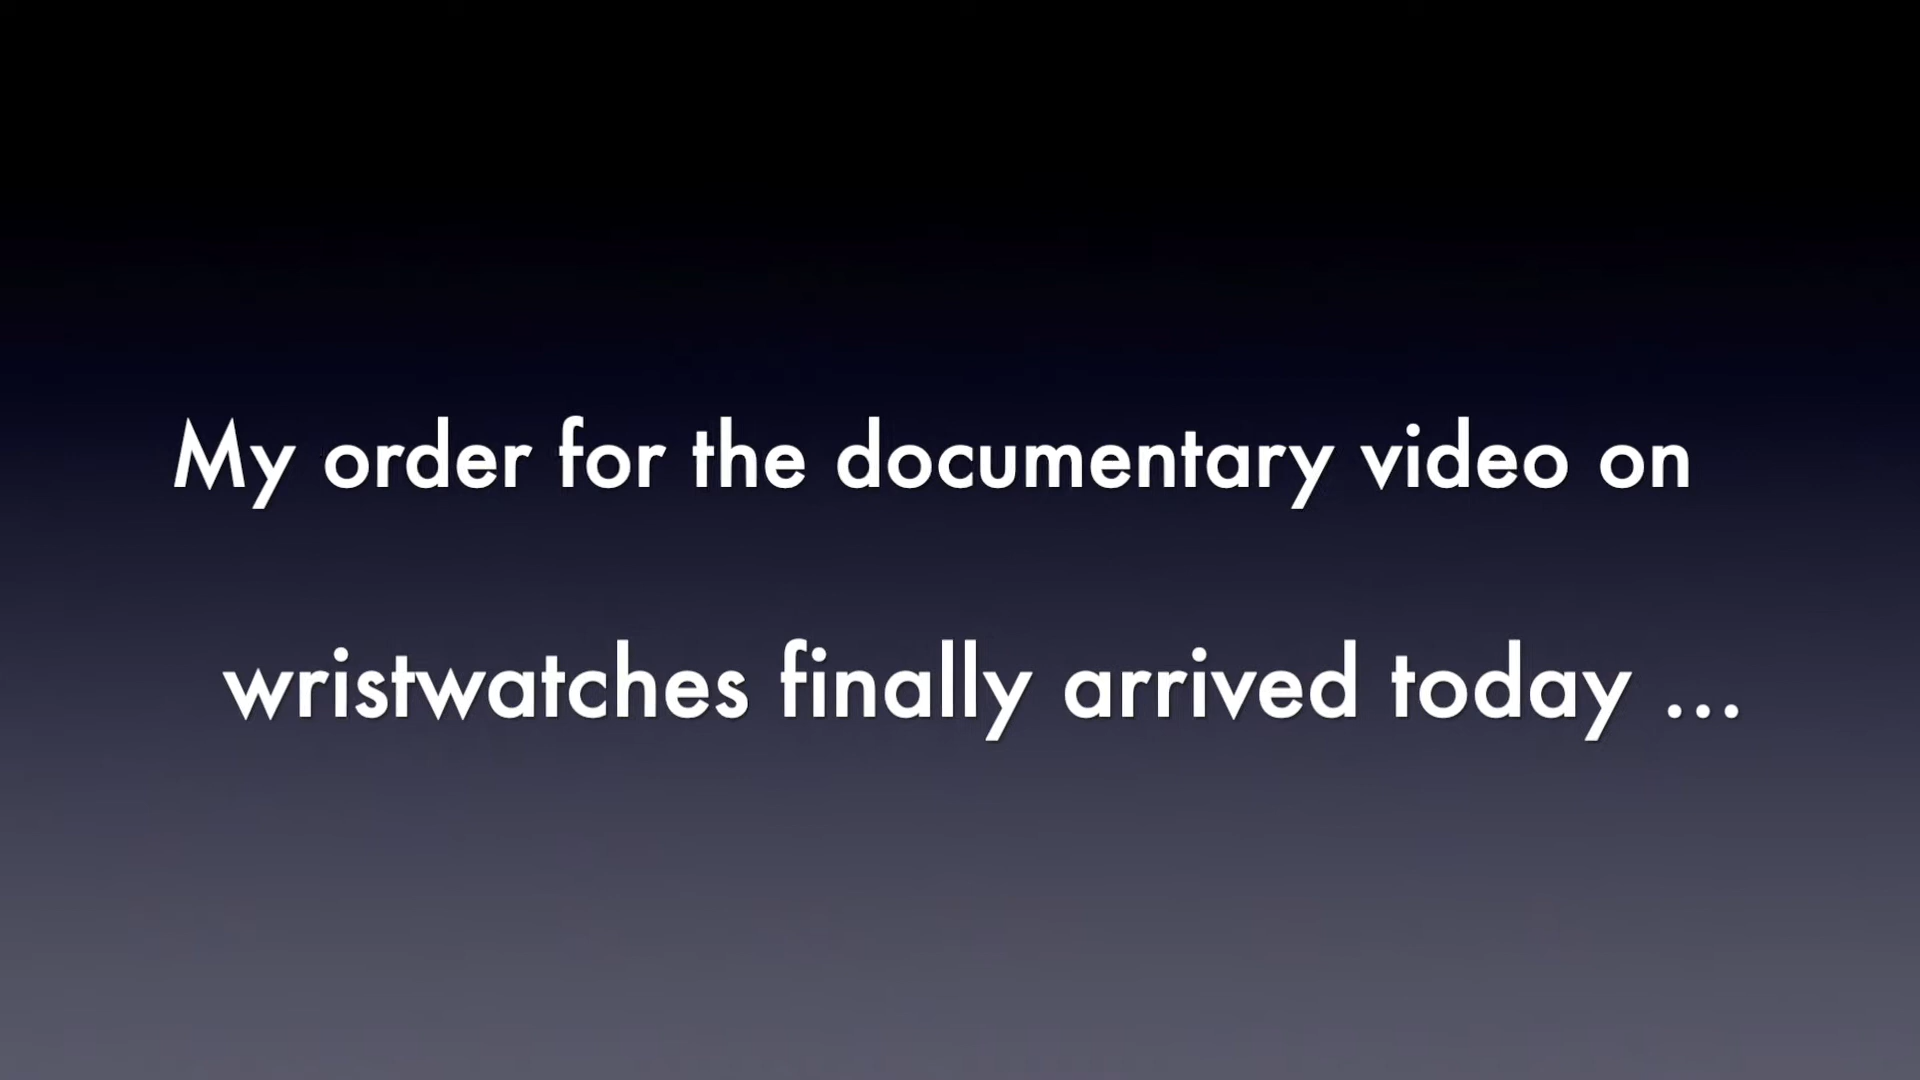 My order for the documentary video on
wristwatches finally arrived today ...